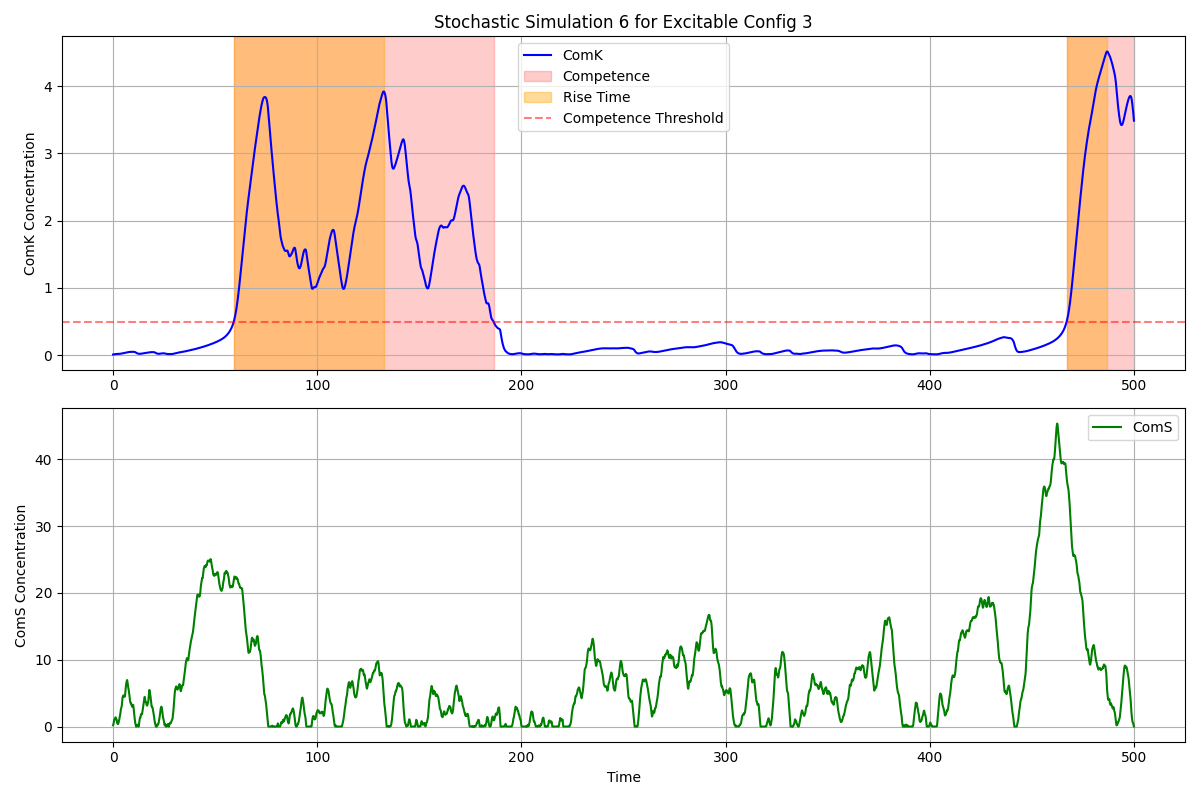 Stochastic Simulation 6 for Excitable Config 3
ComK Concentration
4
3
2
1
0
ComK
Competence
Rise Time
Competence Threshold
0
100
200
300
400
500
ComS Concentration
40
30
20
10
0
ComS
0
100
200
300
400
500
Time